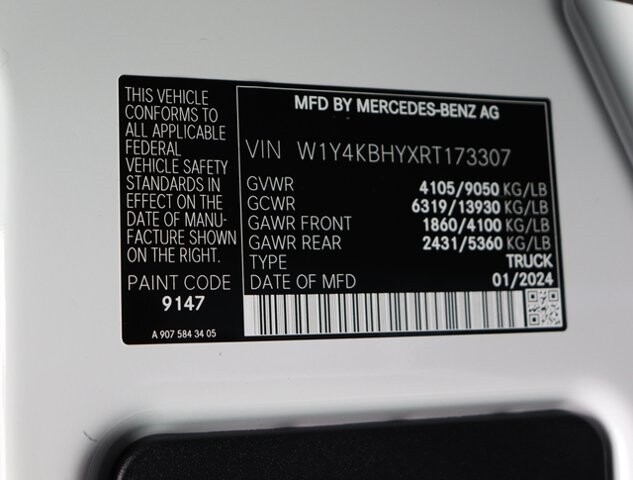 THIS VEHICLE
CONFORMS TO
ALL APPLICABLE
FEDERAL
VEHICLE SAFETY
STANDARDS IN
EFFECT ON THE
DATE OF MANU-
FACTURE SHOWN
ON THE RIGHT.
PAINT CODE
9147
A 907 584 34 05
MFD BY MERCEDES-BENZ AG
VIN W1Y4KBHYXRT173307
GVWR 4105/9050 KG/LB
GCWR 6319/13930 KG/LB
GAWR FRONT 1860/4100 KG/LB
GAWR REAR 2431/5360 KG/LB
TYPE TRUCK
DATE OF MFD 01/2024